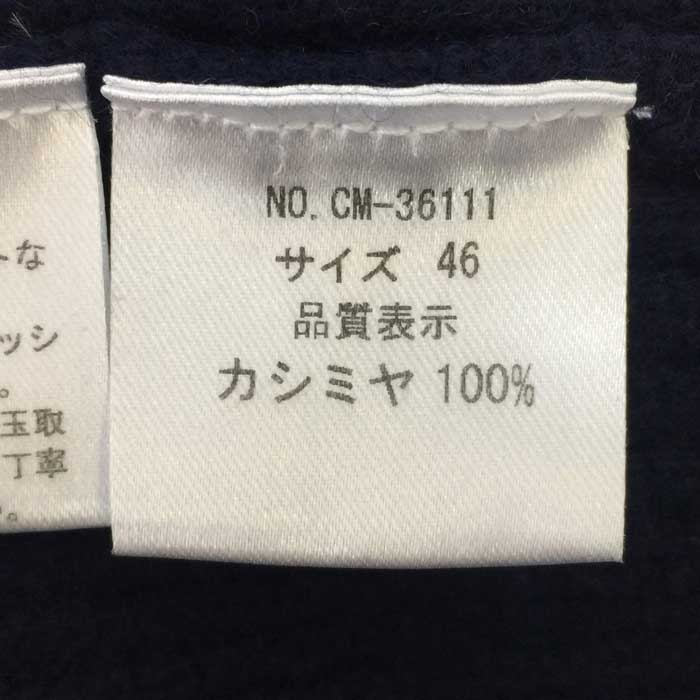 NO. CM-36111
サイズ 46
品質表示
カシミヤ 100%
な
ッシ
。
玉取
丁寧
。